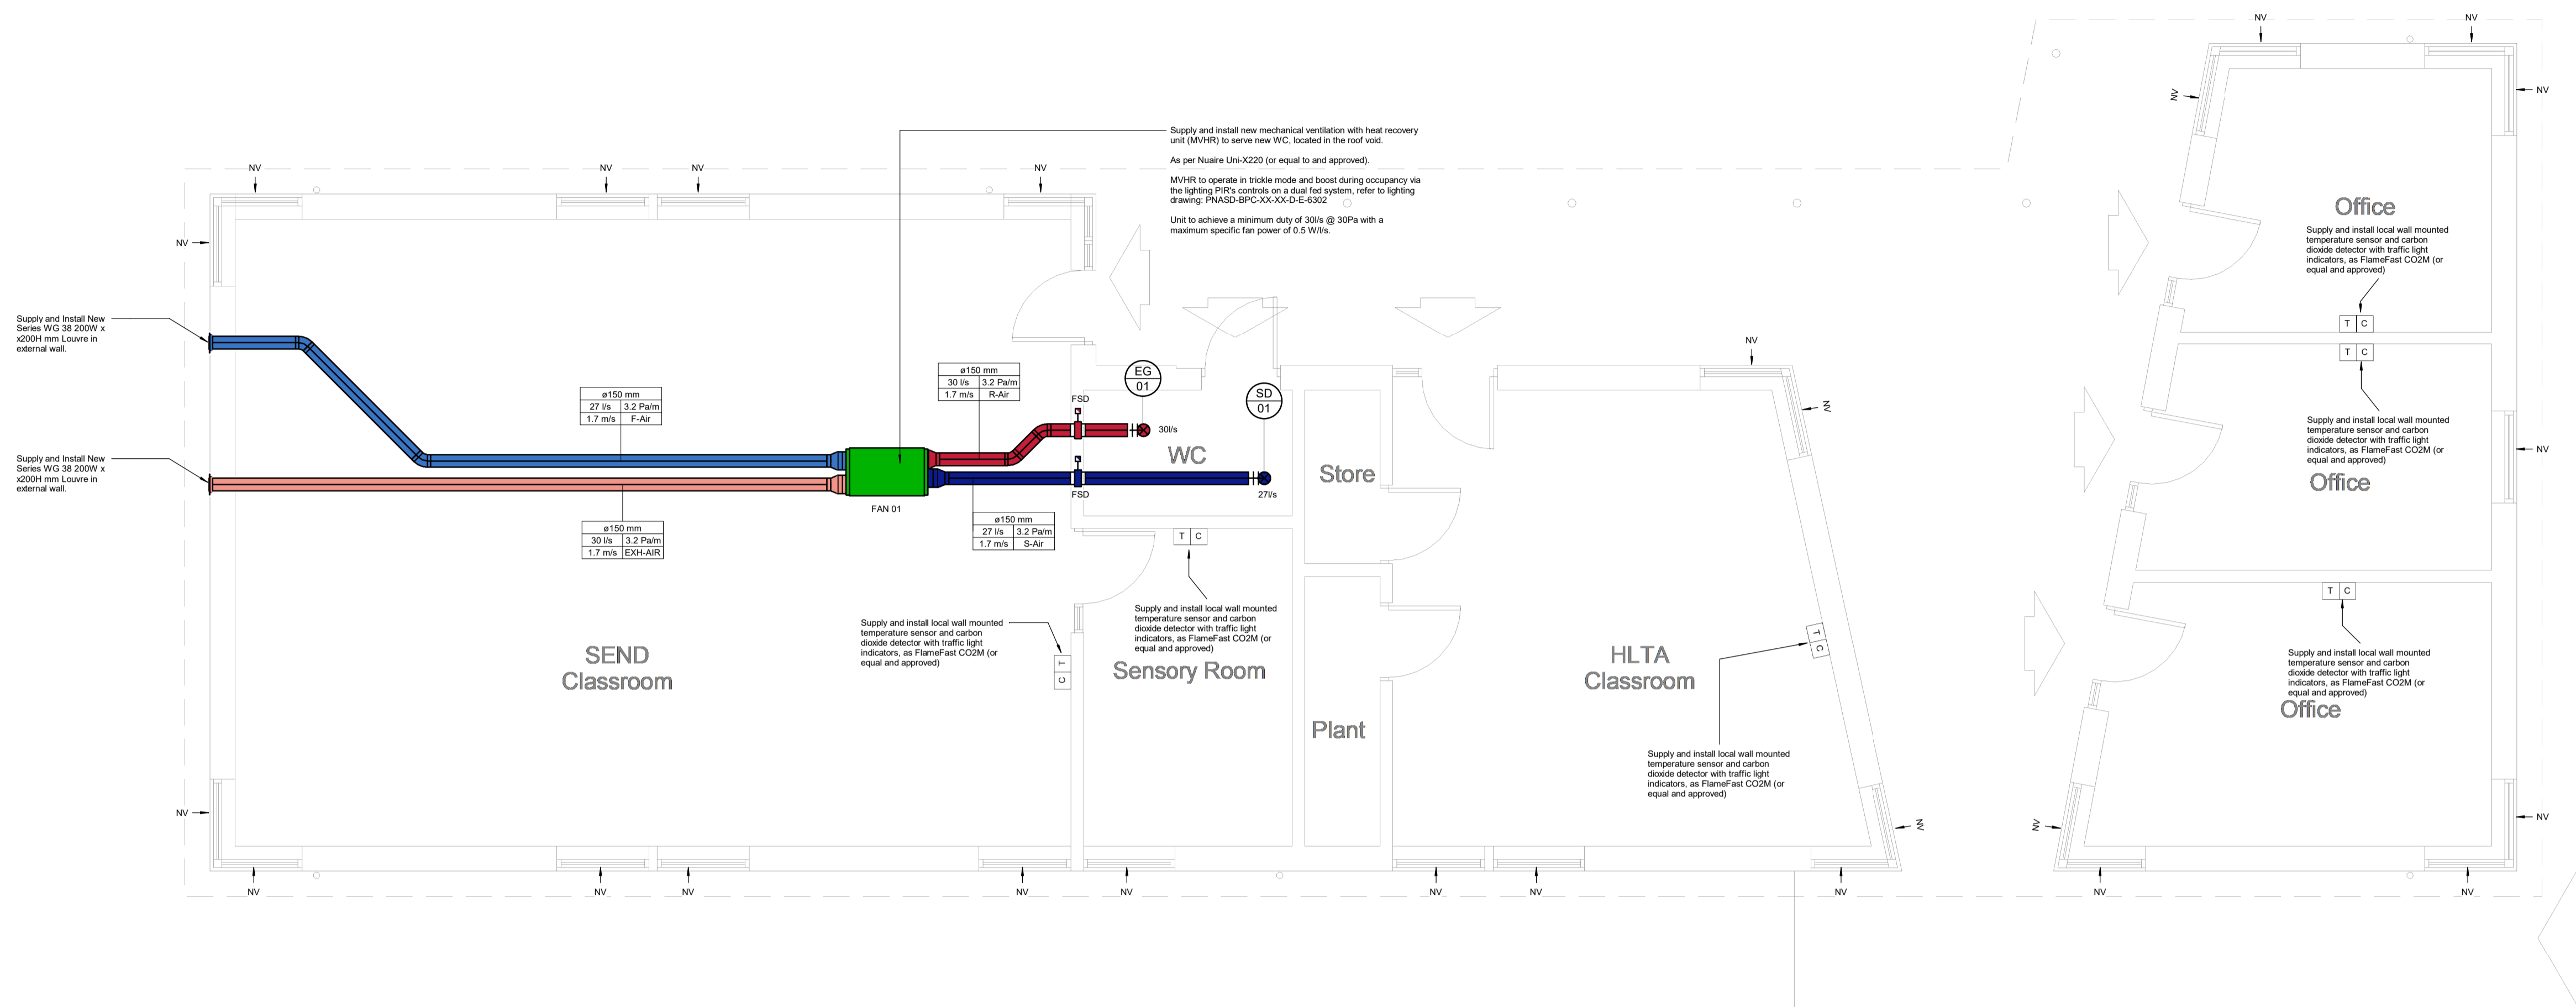 NV
NV
NV
NV
NV
NV
Supply and install new mechanical ventilation with heat recovery
unit (MVHR) to serve new WC, located in the roof void.
As per Nuaire Uni-X220 (or equal to and approved).
MVHR to operate in trickle mode and boost during occupancy via
the lighting PIR's controls on a dual fed system, refer to lighting
drawing: PNASD-BPC-XX-XX-D-E-6302
Unit to achieve a minimum duty of 30l/s @ 30Pa with a
maximum specific fan power of 0.5 W/l/s.
NV
NV
NV
NV
NV
Office
Supply and install local wall mounted
temperature sensor and carbon
dioxide detector with traffic light
indicators, as FlameFast CO2M (or
equal and approved)
T C
Supply and Install New
Series WG 38 200W x
x200H mm Louvre in
external wall.
NV
T C
ø150 mm
30 l/s 3.2 Pa/m
1.7 m/s R-Air
EG
01
SD
01
ø150 mm
27 l/s 3.2 Pa/m
1.7 m/s F-Air
FSD
30l/s
NV
Supply and install local wall mounted
temperature sensor and carbon
dioxide detector with traffic light
indicators, as FlameFast CO2M (or
equal and approved)
Office
NV
Supply and Install New
Series WG 38 200W x
x200H mm Louvre in
external wall.
WC
Store
FSD
27l/s
FAN 01
ø150 mm
27 l/s 3.2 Pa/m
1.7 m/s S-Air
ø150 mm
30 l/s 3.2 Pa/m
1.7 m/s EXH-AIR
T C
T C
Supply and install local wall mounted
temperature sensor and carbon
dioxide detector with traffic light
indicators, as FlameFast CO2M (or
equal and approved)
Supply and install local wall mounted
temperature sensor and carbon
dioxide detector with traffic light
indicators, as FlameFast CO2M (or
equal and approved)
T C
T C
SEND
Classroom
Sensory Room
HLTA
Classroom
Supply and install local wall mounted
temperature sensor and carbon
dioxide detector with traffic light
indicators, as FlameFast CO2M (or
equal and approved)
Office
Plant
Supply and install local wall mounted
temperature sensor and carbon
dioxide detector with traffic light
indicators, as FlameFast CO2M (or
equal and approved)
NV
NV
NV
NV
NV
NV
NV
NV
NV
NV
NV
NV
NV
NV